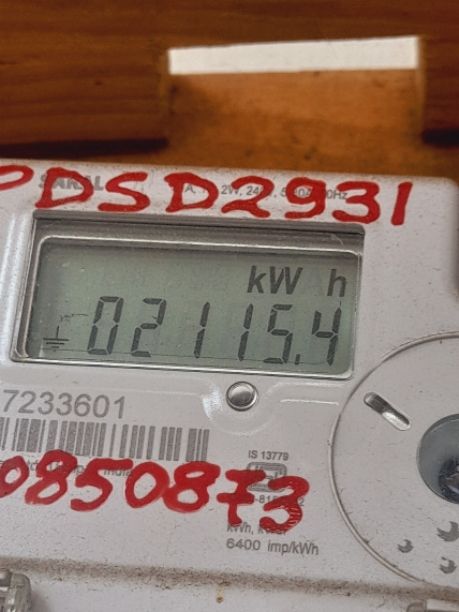 PDSD2931
kW h
02115.4
7233601
IS 13779
0850873
6400 imp/kWh